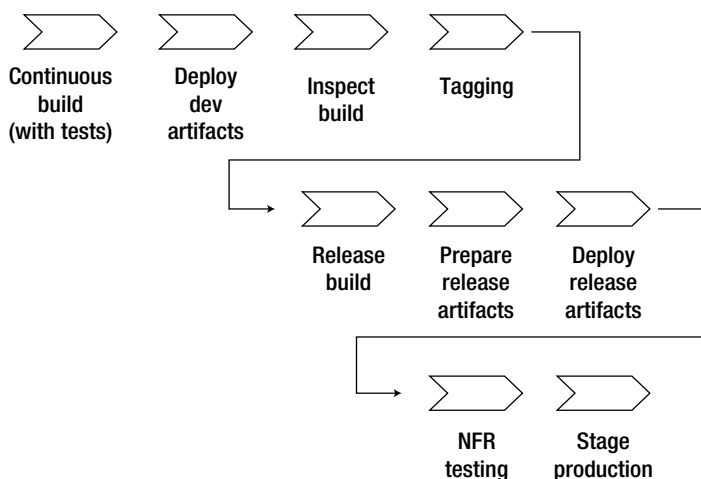 Continuous
build
(with tests)
Deploy
dev
artifacts
Inspect
build
Tagging
Release
build
Prepare
release
artifacts
Deploy
release
artifacts
NFR
testing
Stage
production